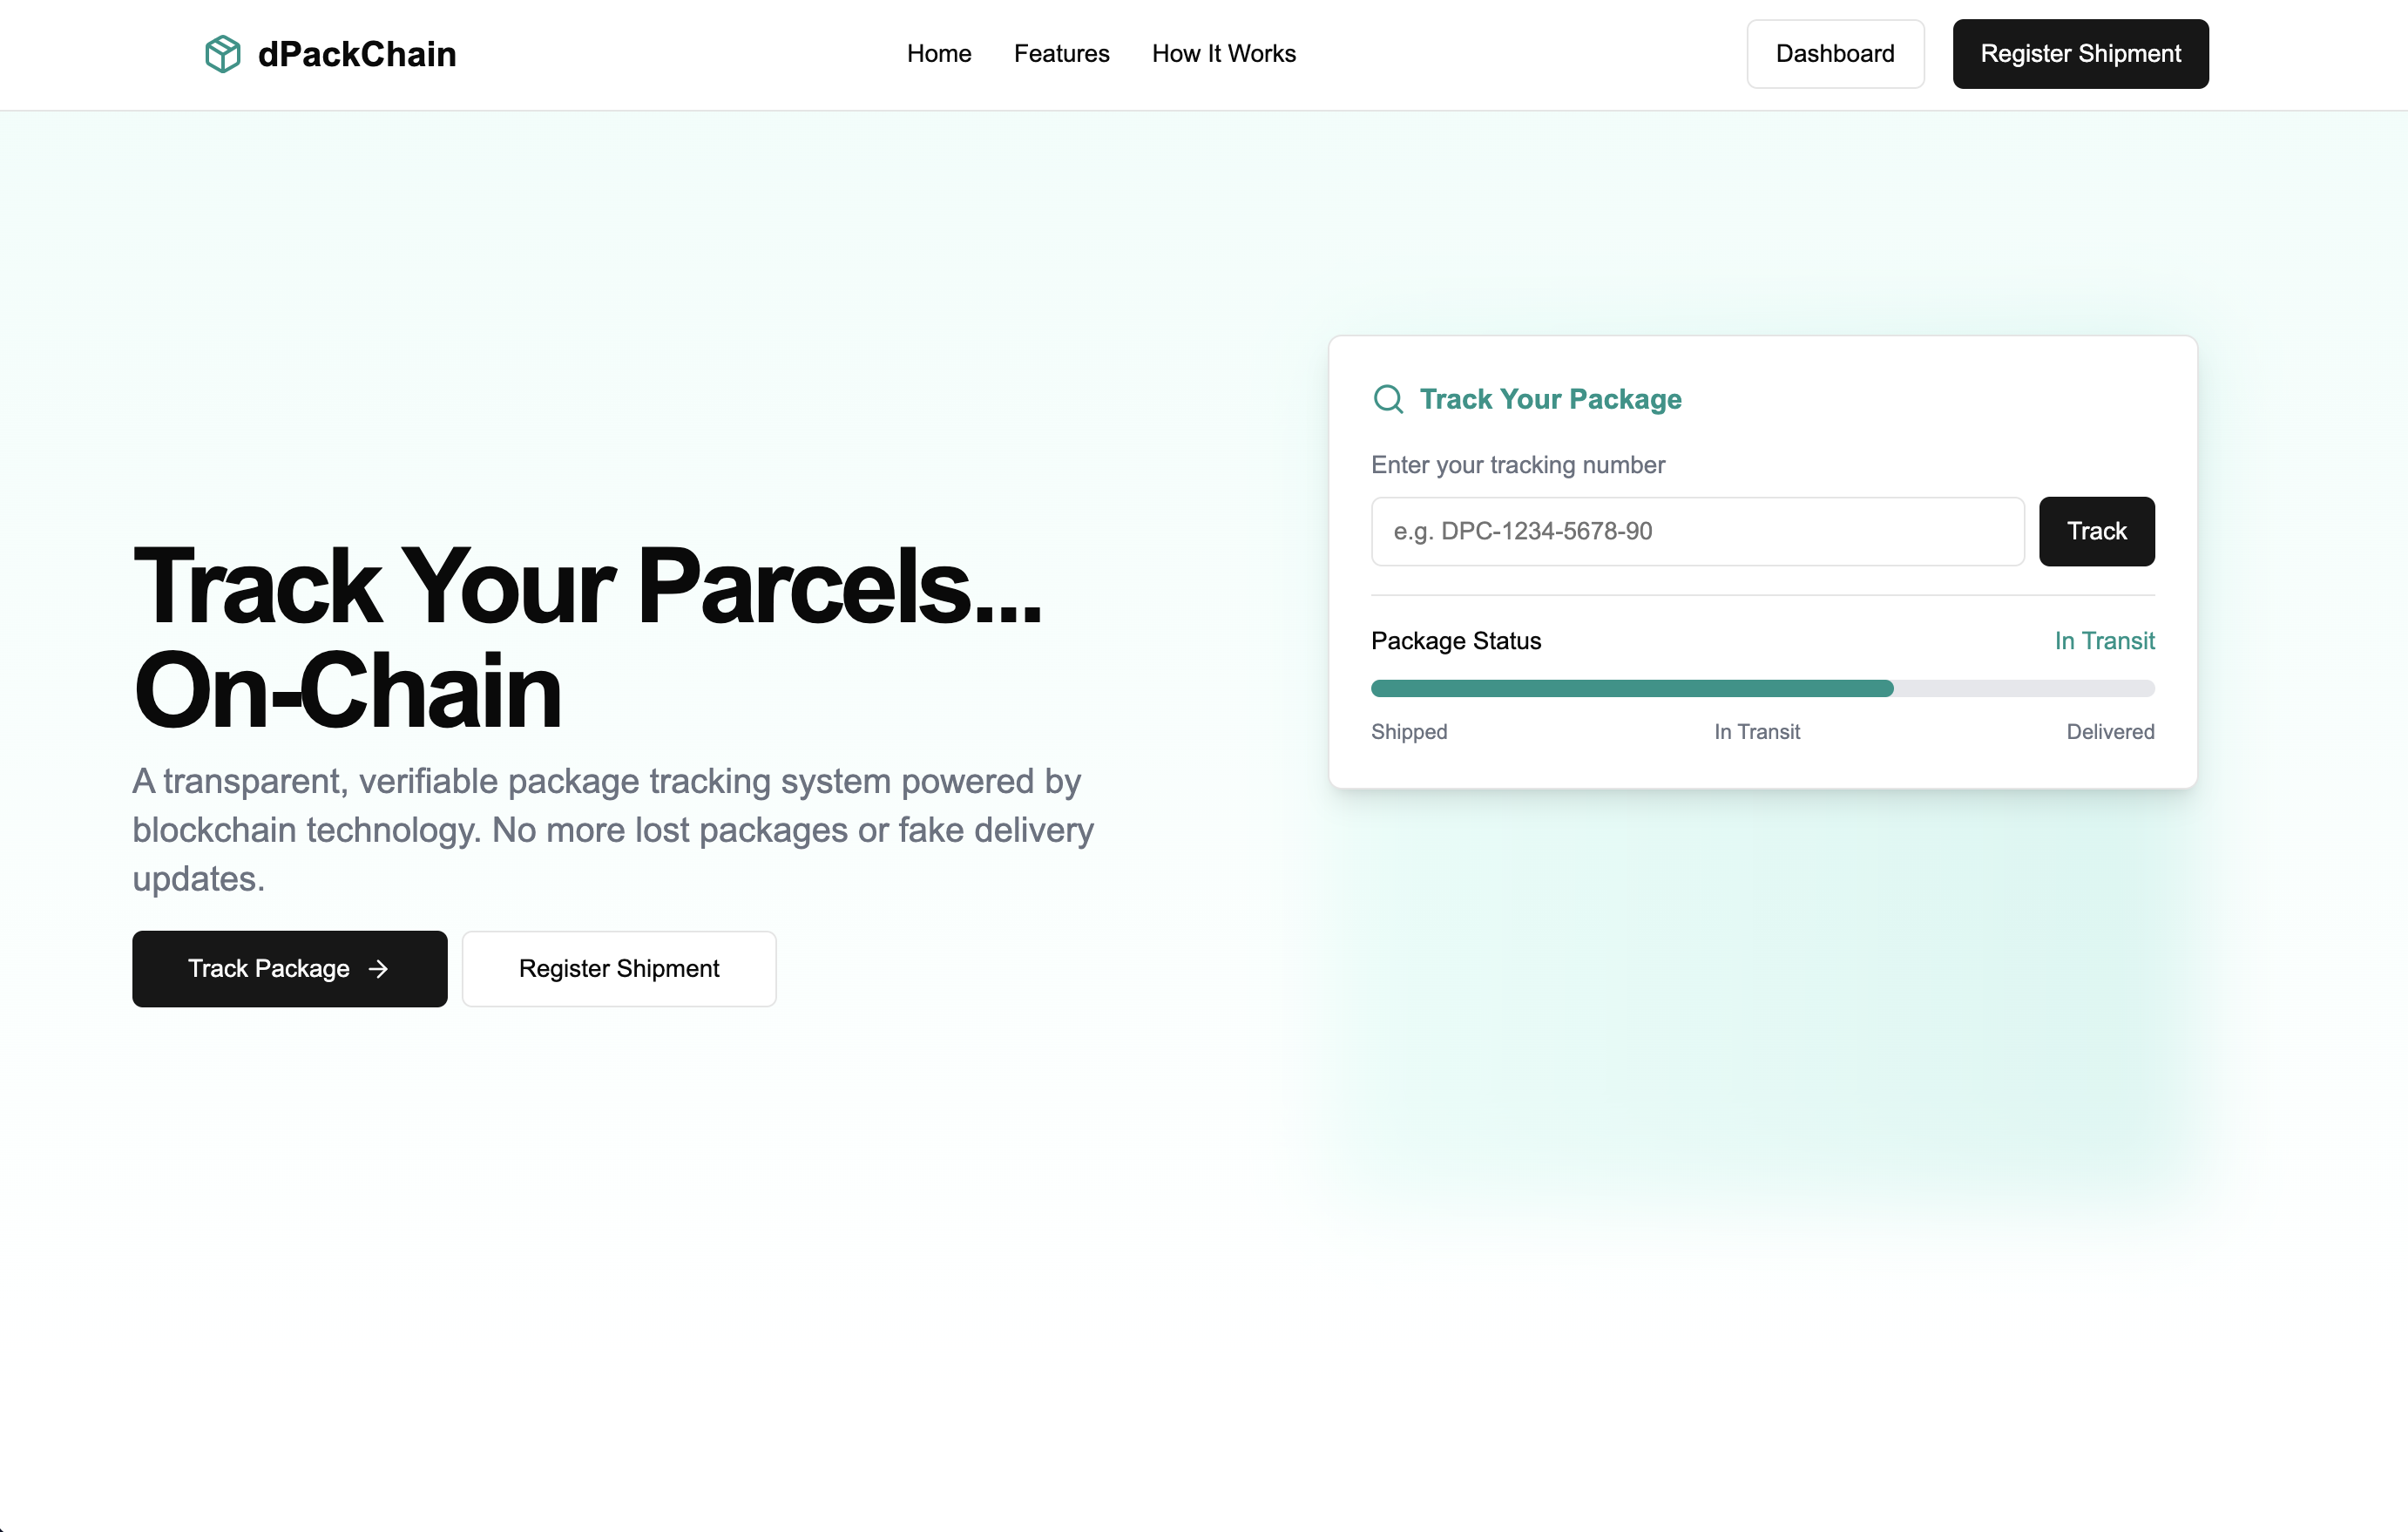 dPackChain
Home
Features
How It Works
Dashboard
Register Shipment
Track Your Parcels...
On-Chain
A transparent, verifiable package tracking system powered by
blockchain technology. No more lost packages or fake delivery
updates.
Track Package
Register Shipment
Track Your Package
Enter your tracking number
e.g. DPC-1234-5678-90
Track
Package Status
In Transit
Shipped
In Transit
Delivered